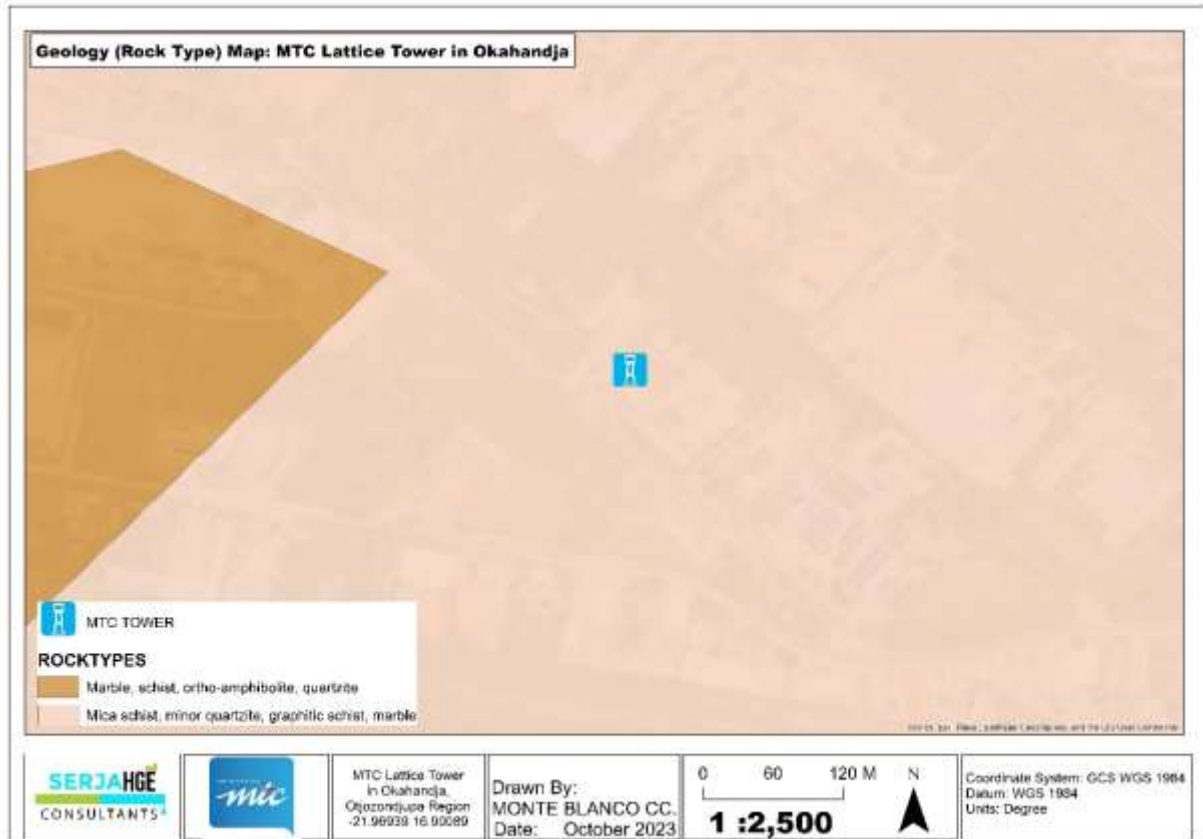 Geology (Rock Type) Map: MTC Lattice Tower in Okahandja
MTC TOWER
ROCKTYPES
Marble, schist, ortho-amphibolite, quartzite
Mica schist, minor quartzite, graphitic schist, marble
SERJAHGE
CONSULTANTS
mtc
MTC Lattice Tower
in Okahandja,
Otjozondjupa Region
-21.96939 16.90089
Drawn By:
MONTE BLANCO CC.
Date: October 2023
0 60 120 M
1 :2,500
N
Coordinate System: GCS WGS 1984
Datum: WGS 1984
Units: Degree